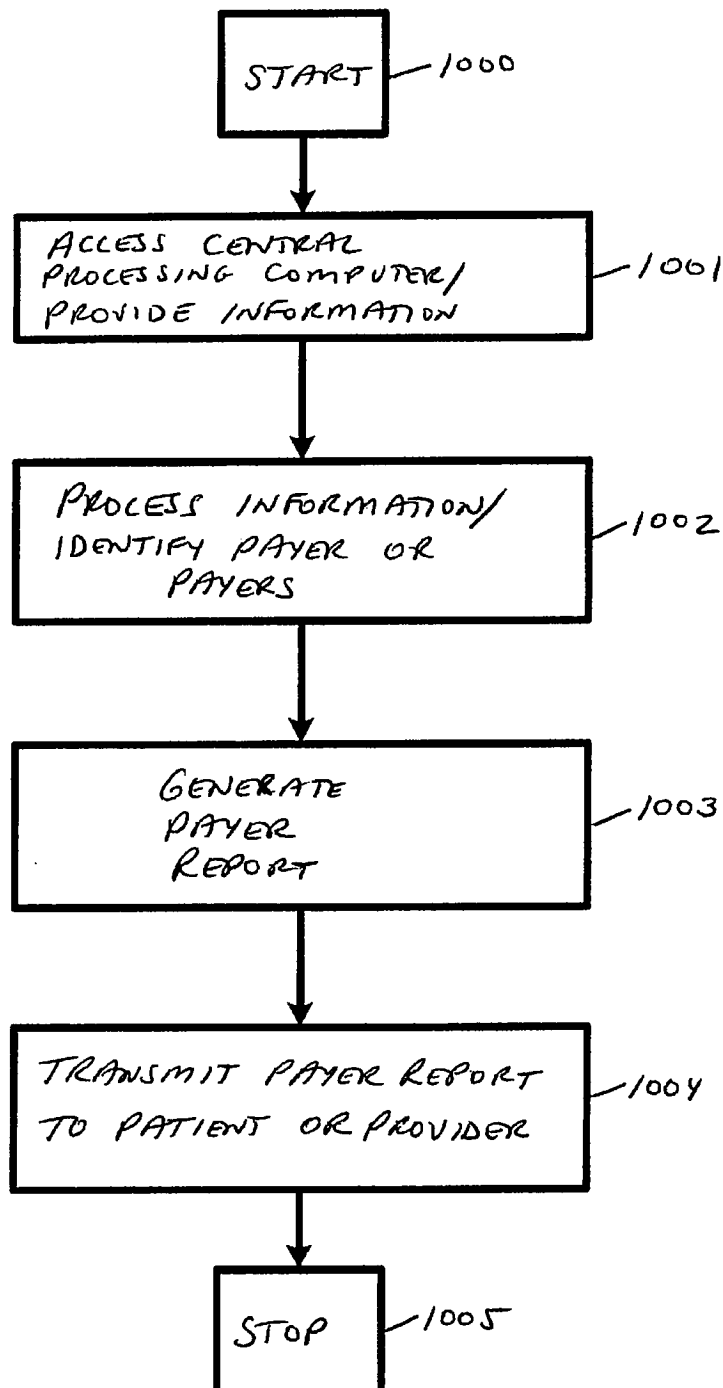 START
1000
ACCESS CENTRAL
PROCESSING COMPUTER/
PROVIDE INFORMATION
1001
PROCESS INFORMATION/
IDENTIFY PAYER OR
PAYERS
1002
GENERATE
PAYER
REPORT
1003
TRANSMIT PAYER REPORT
TO PATIENT OR PROVIDER
1004
STOP
1005